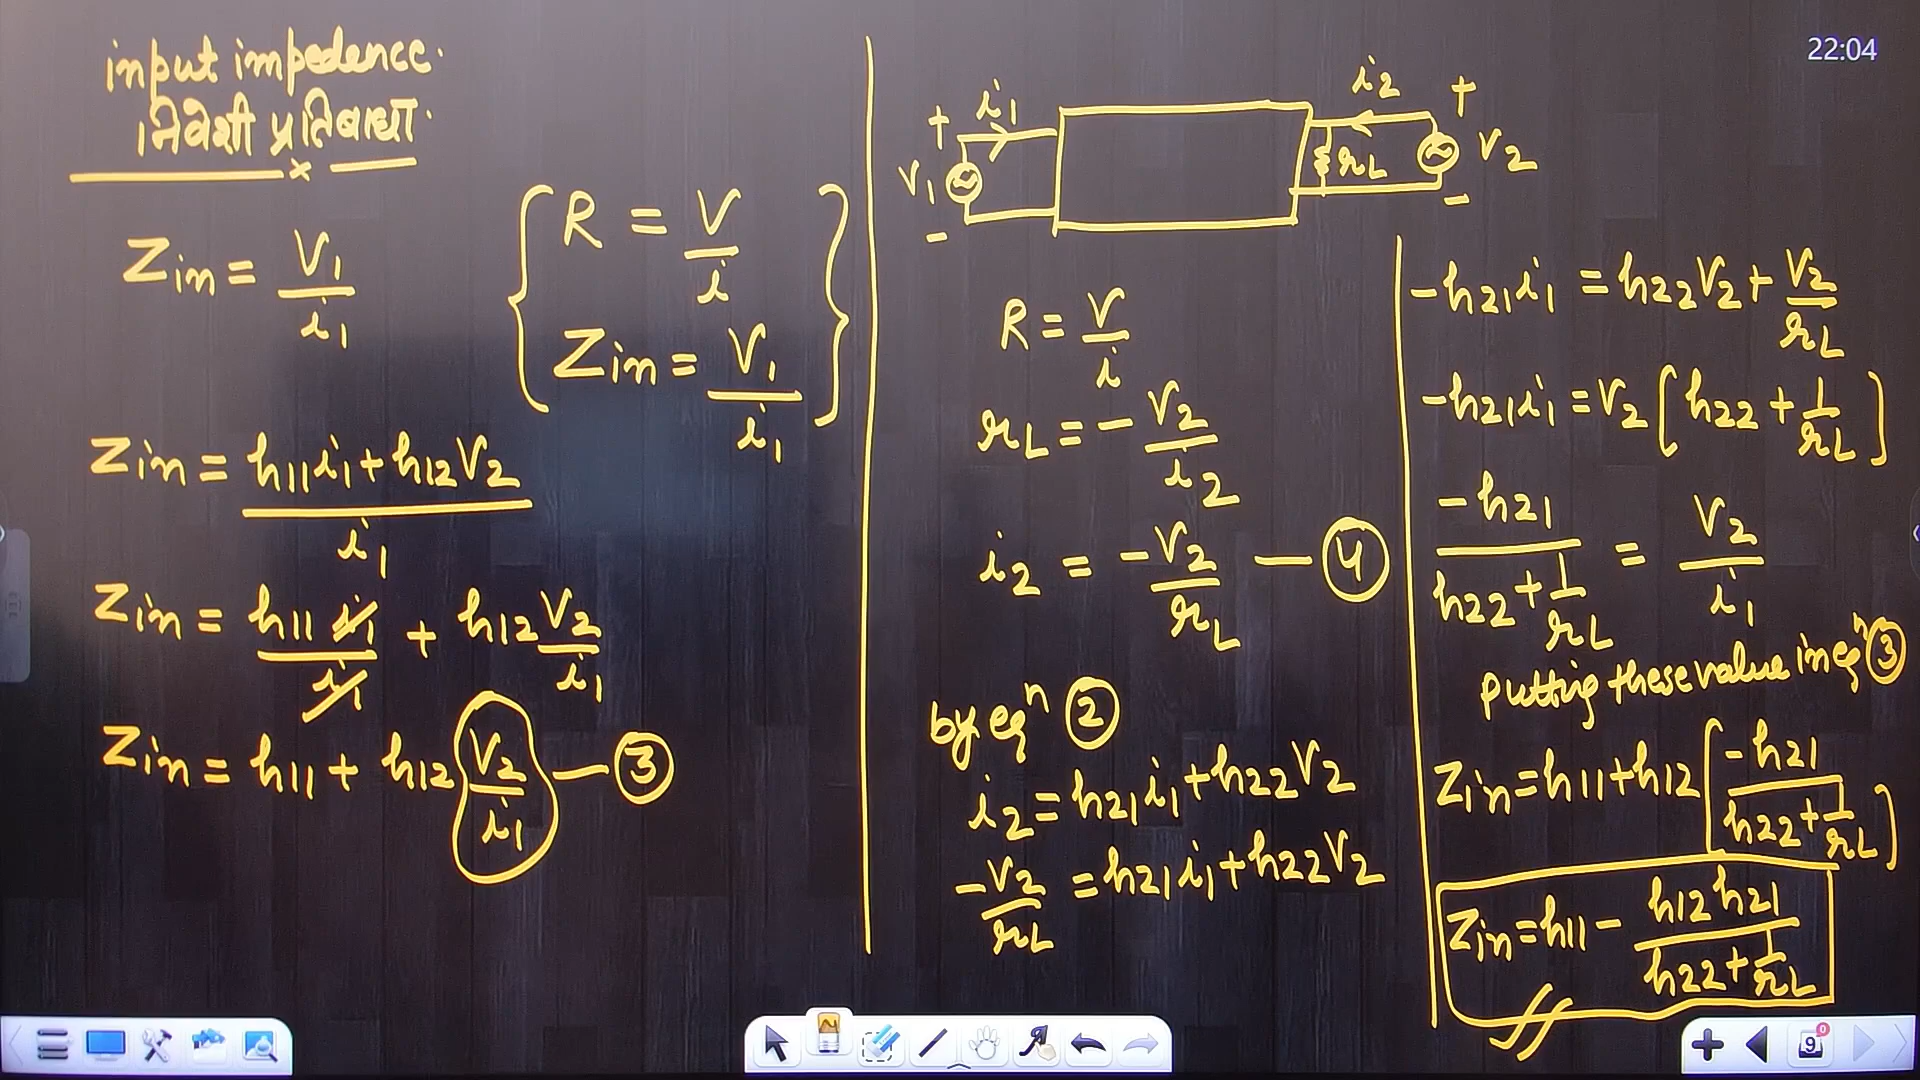 input impedence.
निवेशी प्रतिबाधा.
Zin = V1/i1
{ R = V/i
Zin = V1/i1 }
Zin = h11i1+h12V2/i1
Zin = h11 i1/i1 + h12 V2/i1
Zin = h11 + h12 V2/i1 — ③
22:04
+ i1 i2 +
V1 rL V2
- -
R = V/i
rL = - V2/i2
i2 = -V2/rL — ④
by eqn ②
i2 = h21i1+h22V2
-V2/rL = h21i1+h22V2
-h21i1 = h22V2+ V2/rL
-h21i1 = V2 [h22 + 1/rL]
-h21/h22+1/rL = V2/i1
putting these value in eqn ③
Zin=h11+h12 [-h21/h22+1/rL]
Zin=h11- h12h21/h22+1/rL
0
9